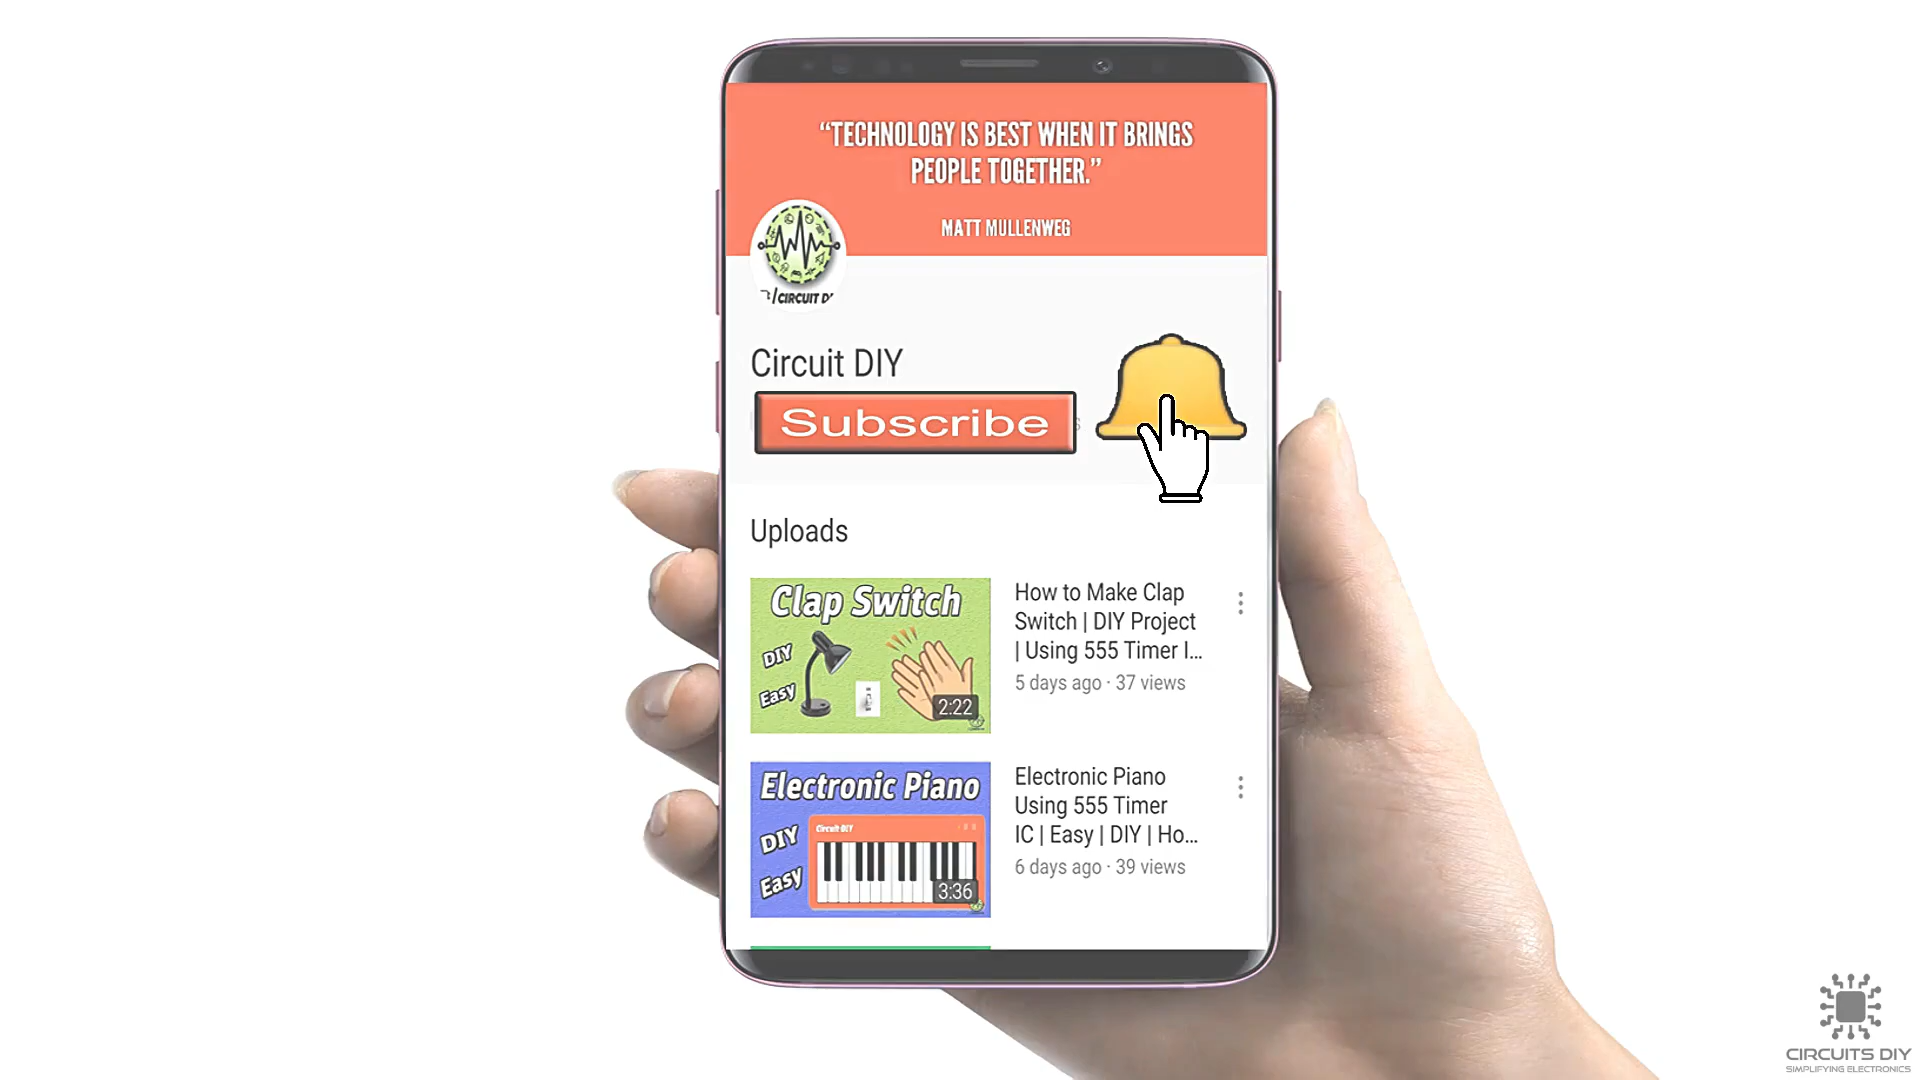 “TECHNOLOGY IS BEST WHEN IT BRINGS
PEOPLE TOGETHER.”
MATT MULLENWEG
/CIRCUIT D
Circuit DIY
Subscribe
Uploads
Clap Switch
DIY
Easy
2:22
How to Make Clap
Switch | DIY Project
| Using 555 Timer I...
5 days ago · 37 views
Electronic Piano
DIY
Easy
Circuit DIY
3:36
Electronic Piano
Using 555 Timer
IC | Easy | DIY | Ho...
6 days ago · 39 views
CIRCUITS DIY
SIMPLIFYING ELECTRONICS